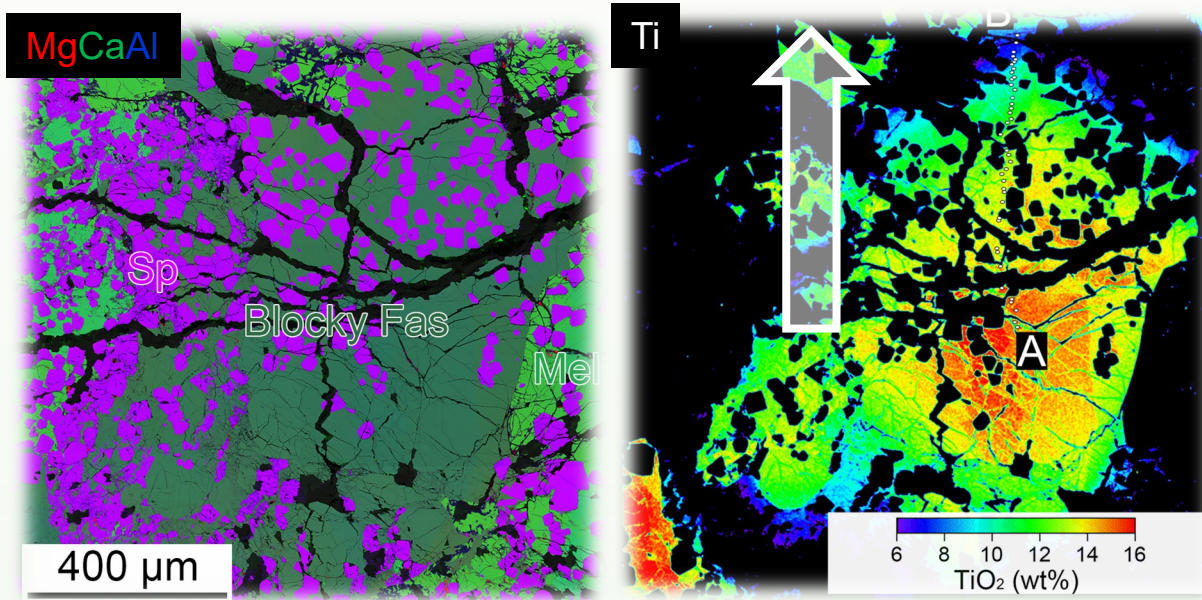 MgCaAl
Sp
Blocky Fas
Mel
400 µm
Ti
B
A
6 8 10 12 14 16
TiO₂ (wt%)